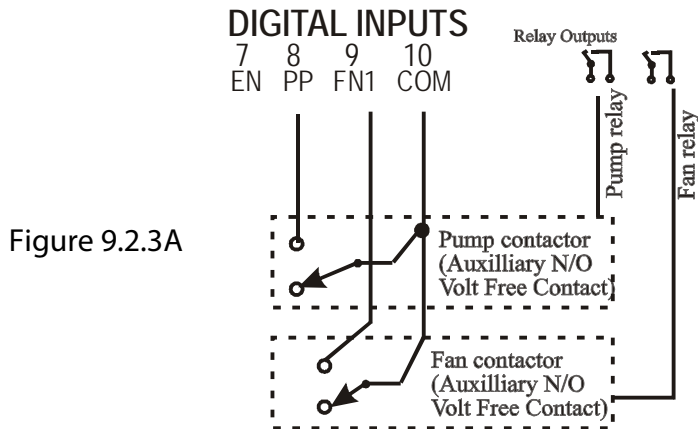 DIGITAL INPUTS
7 8 9 10
EN PP FN1 COM
Relay Outputs
Pump relay
Fan relay
Figure 9.2.3A
Pump contactor
(Auxilliary N/O
Volt Free Contact)
Fan contactor
(Auxilliary N/O
Volt Free Contact)